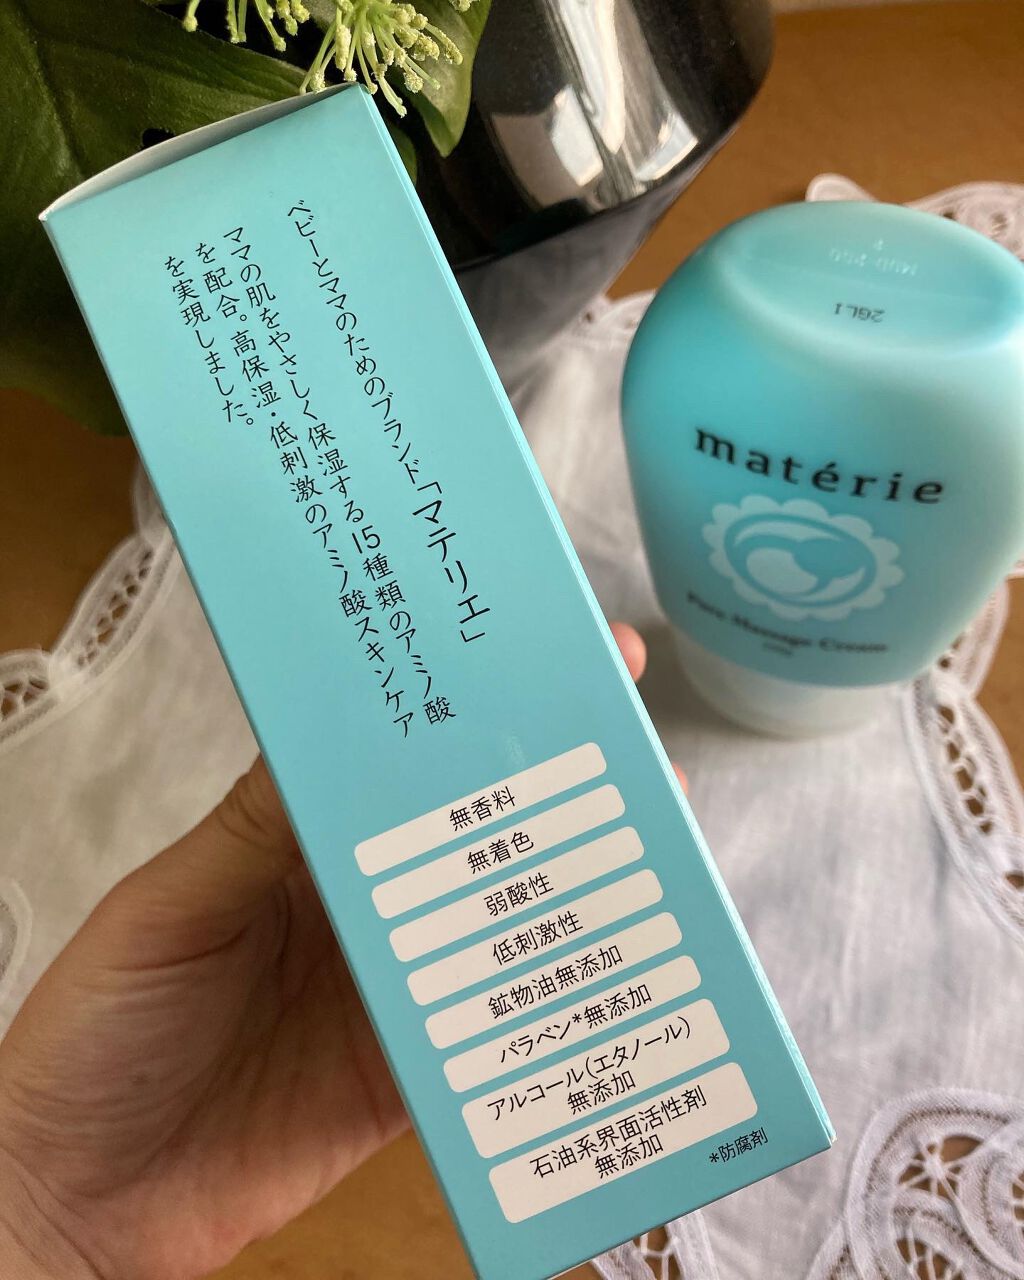 ベビーとママのためのブランド「マテリエ」
ママの肌をやさしく保湿する15種類のアミノ酸
を配合。高保湿・低刺激のアミノ酸スキンケア
を実現しました。
無香料
無着色
弱酸性
低刺激性
鉱物油無添加
パラベン*無添加
アルコール(エタノール)
無添加
石油系界面活性剤
無添加
*防腐剤
2GL1
matérie
Pure Massage Cream